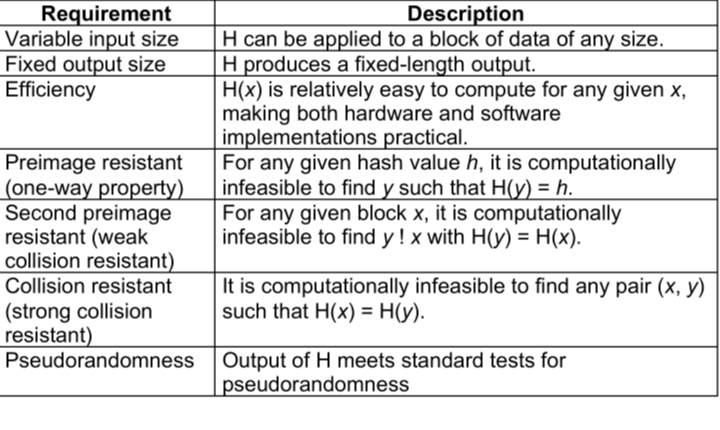 Requirement Description
Variable input size H can be applied to a block of data of any size.
Fixed output size H produces a fixed-length output.
Efficiency H(x) is relatively easy to compute for any given x,
making both hardware and software
implementations practical.
Preimage resistant For any given hash value h, it is computationally
(one-way property) infeasible to find y such that H(y) = h.
Second preimage For any given block x, it is computationally
resistant (weak infeasible to find y ! x with H(y) = H(x).
collision resistant)
Collision resistant It is computationally infeasible to find any pair (x, y)
(strong collision such that H(x) = H(y).
resistant)
Pseudorandomness Output of H meets standard tests for
pseudorandomness